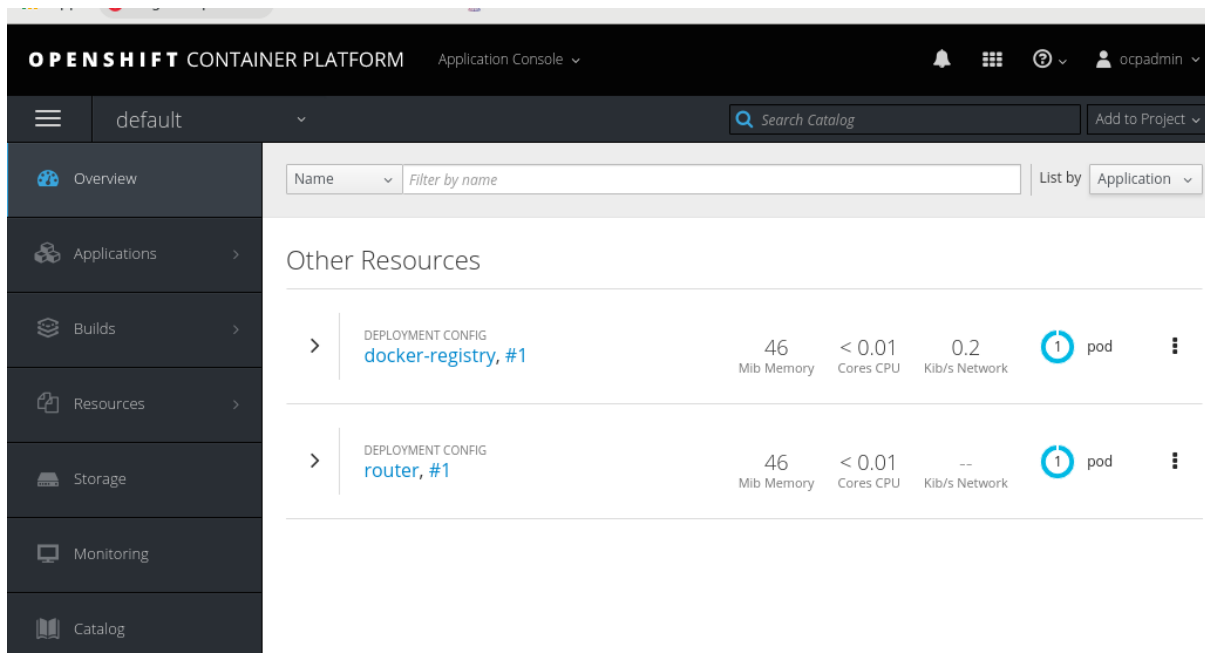 OPENSHIFT CONTAINER PLATFORM Application Console ocpadmin
default Search Catalog Add to Project
Overview
Name Filter by name List by Application
Applications
Other Resources
Builds
DEPLOYMENT CONFIG
docker-registry, #1
46 < 0.01 0.2 1 pod
Mib Memory Cores CPU Kib/s Network
Resources
DEPLOYMENT CONFIG
router, #1
46 < 0.01 -- 1 pod
Mib Memory Cores CPU Kib/s Network
Storage
Monitoring
Catalog